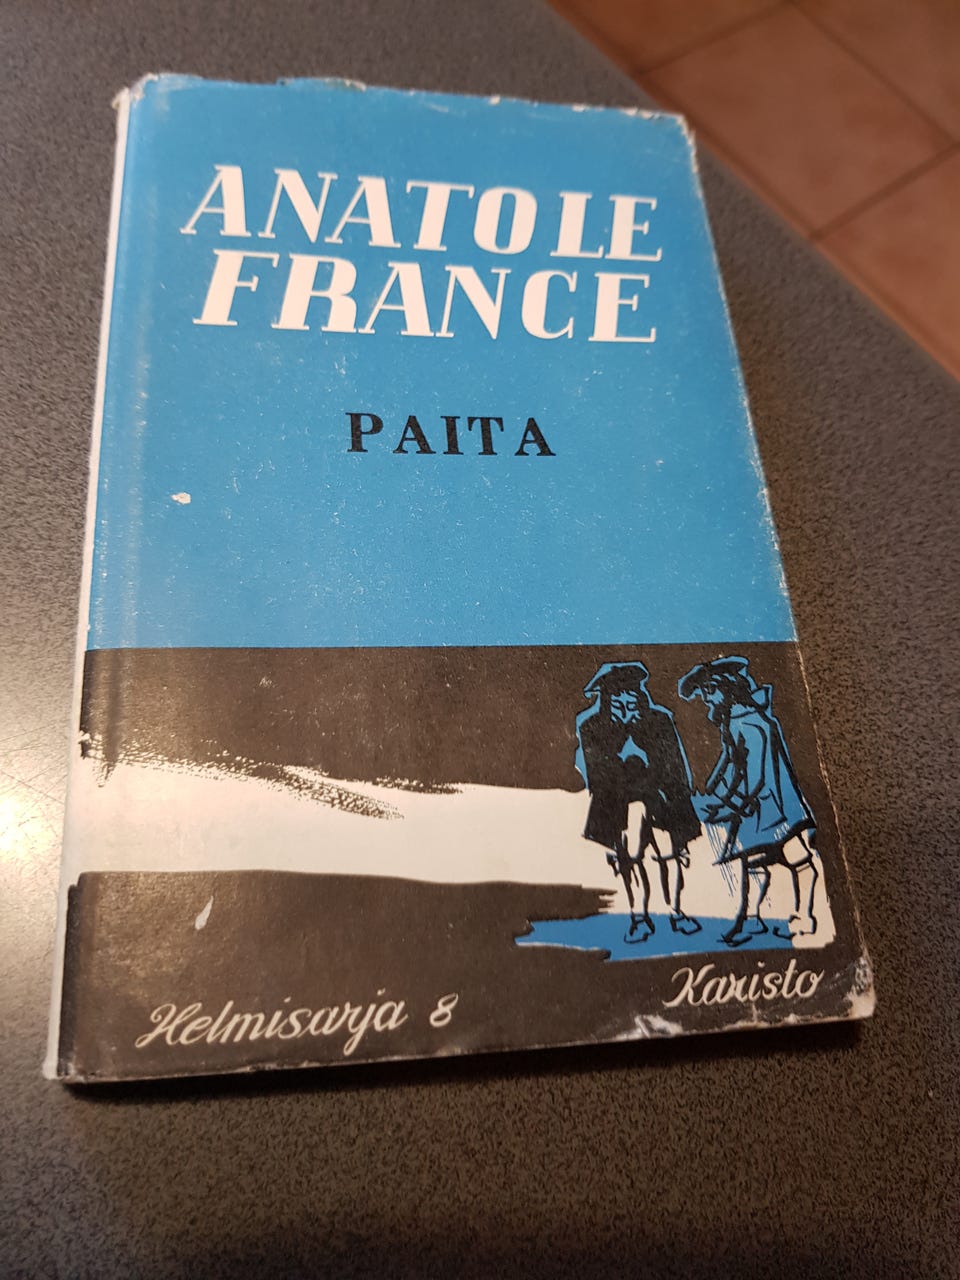 ANATOLE
FRANCE
PAITA
Helmisarja 8
Karisto